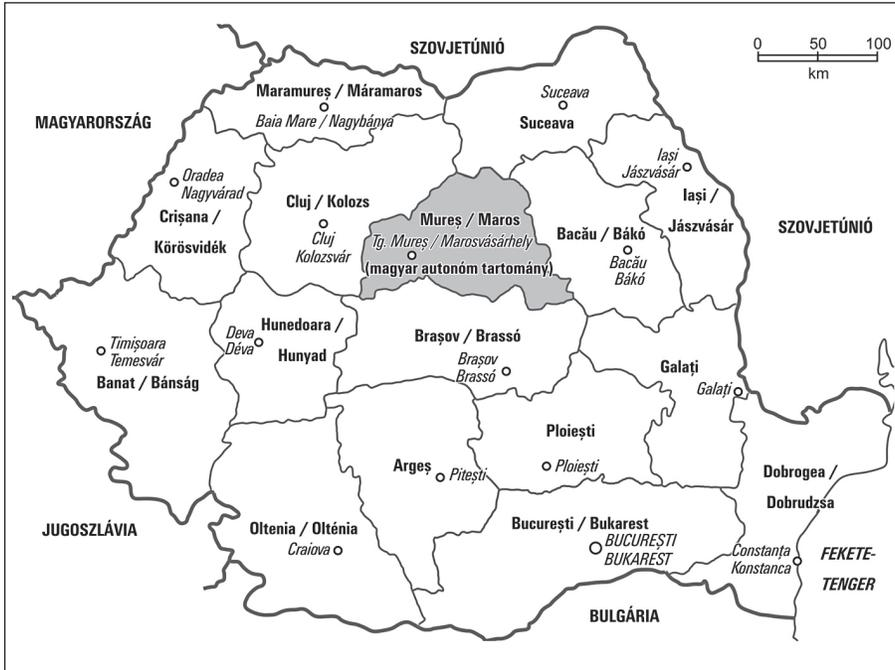 SZOVJETÚNIÓ
0 50 100
km
Maramureș / Máramaros
Baia Mare / Nagybánya
Suceava
Suceava
MAGYARORSZÁG
Oradea
Nagyvárad
Crișana /
Körösvidék
Cluj / Kolozs
Cluj
Kolozsvár
Mureș / Maros
Tg. Mureș / Marosvásárhely
(magyar autonóm tartomány)
Bacău / Bákó
Bacău
Bákó
Iași
Jászvásár
Iași /
Jászvásár
SZOVJETÚNIÓ
Timișoara
Temesvár
Banat / Bánság
Deva
Déva
Hunedoara /
Hunyad
Brașov / Brassó
Brașov
Brassó
Galați
Galați
Ploiești
Ploiești
Argeș
Pitești
Dobrogea /
Dobrudzsa
JUGOSZLÁVIA
Oltenia / Olténia
Craiova
București / Bukarest
BUCUREȘTI
BUKAREST
Constanța
Konstanca
FEKETE-
TENGER
BULGÁRIA